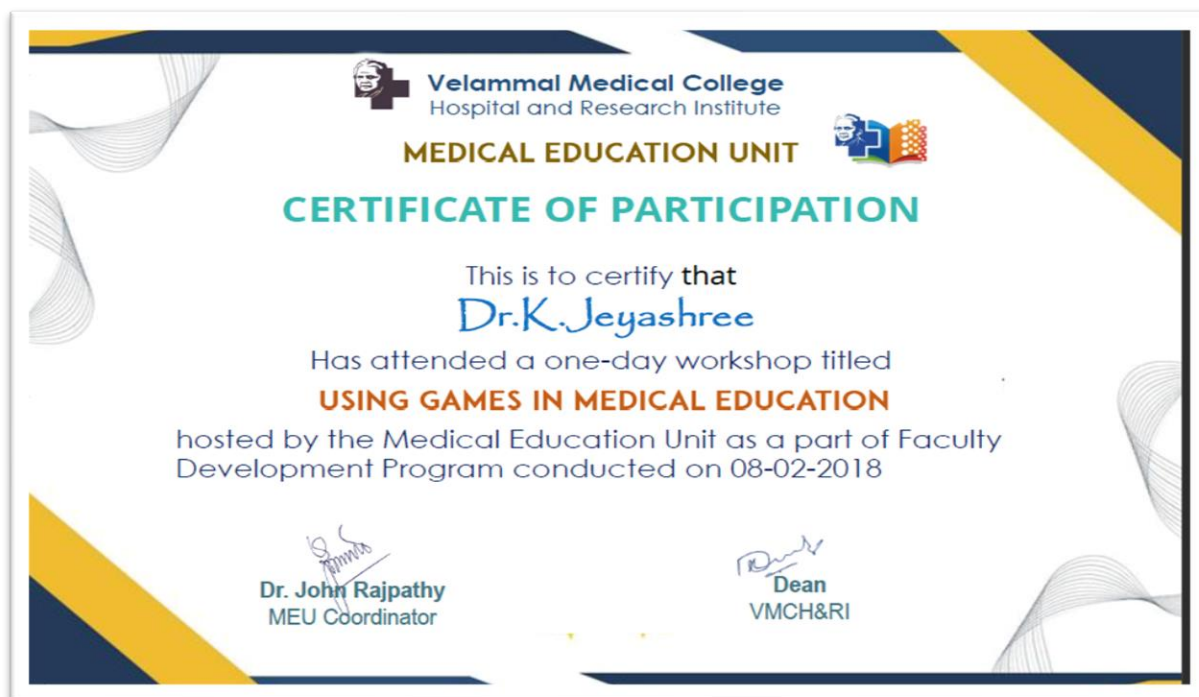 Velammal Medical College
Hospital and Research Institute
MEDICAL EDUCATION UNIT
CERTIFICATE OF PARTICIPATION
This is to certify that
Dr.K.Jeyashree
Has attended a one-day workshop titled
USING GAMES IN MEDICAL EDUCATION
hosted by the Medical Education Unit as a part of Faculty
Development Program conducted on 08-02-2018
Dr. John Rajpathy
MEU Coordinator
Dean
VMCH&RI